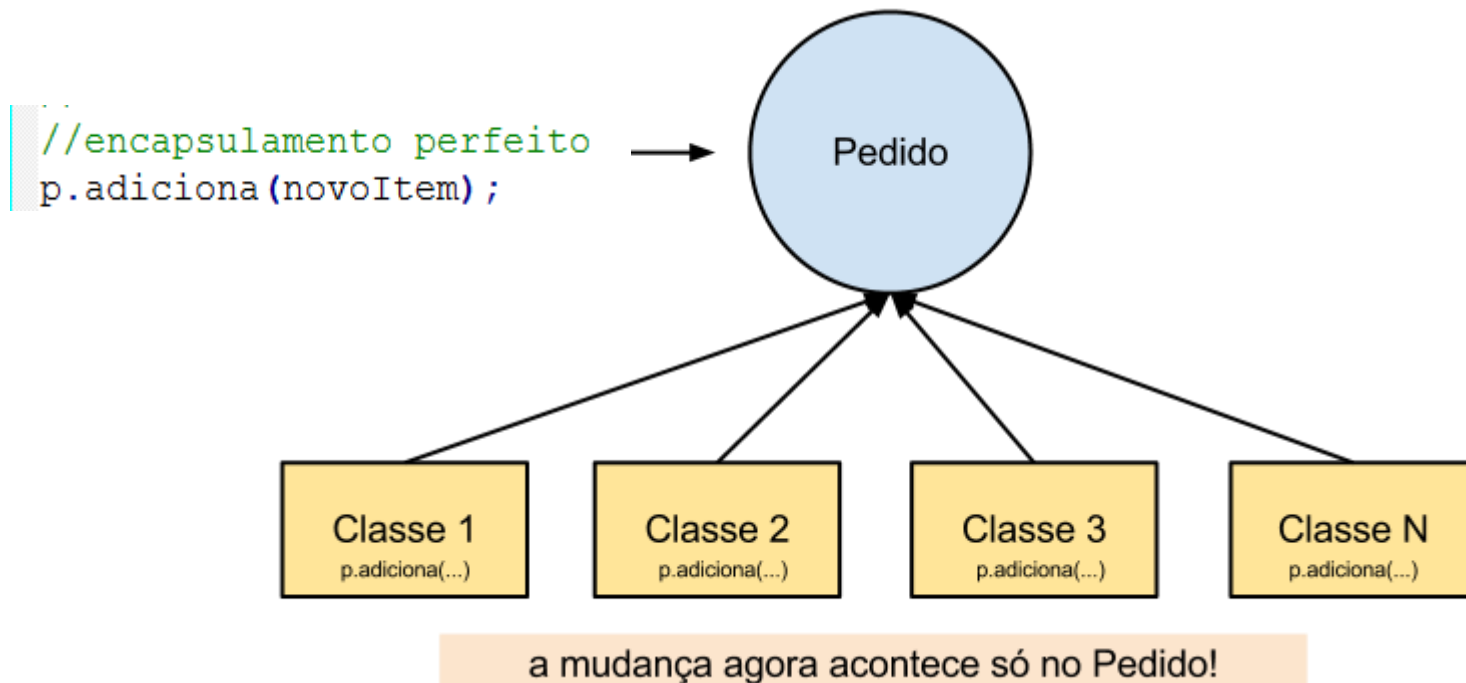 //encapsulamento perfeito
p.adiciona(novoItem);
Pedido
Classe 1
p.adiciona(...)
Classe 2
p.adiciona(...)
Classe 3
p.adiciona(...)
Classe N
p.adiciona(...)
a mudança agora acontece só no Pedido!